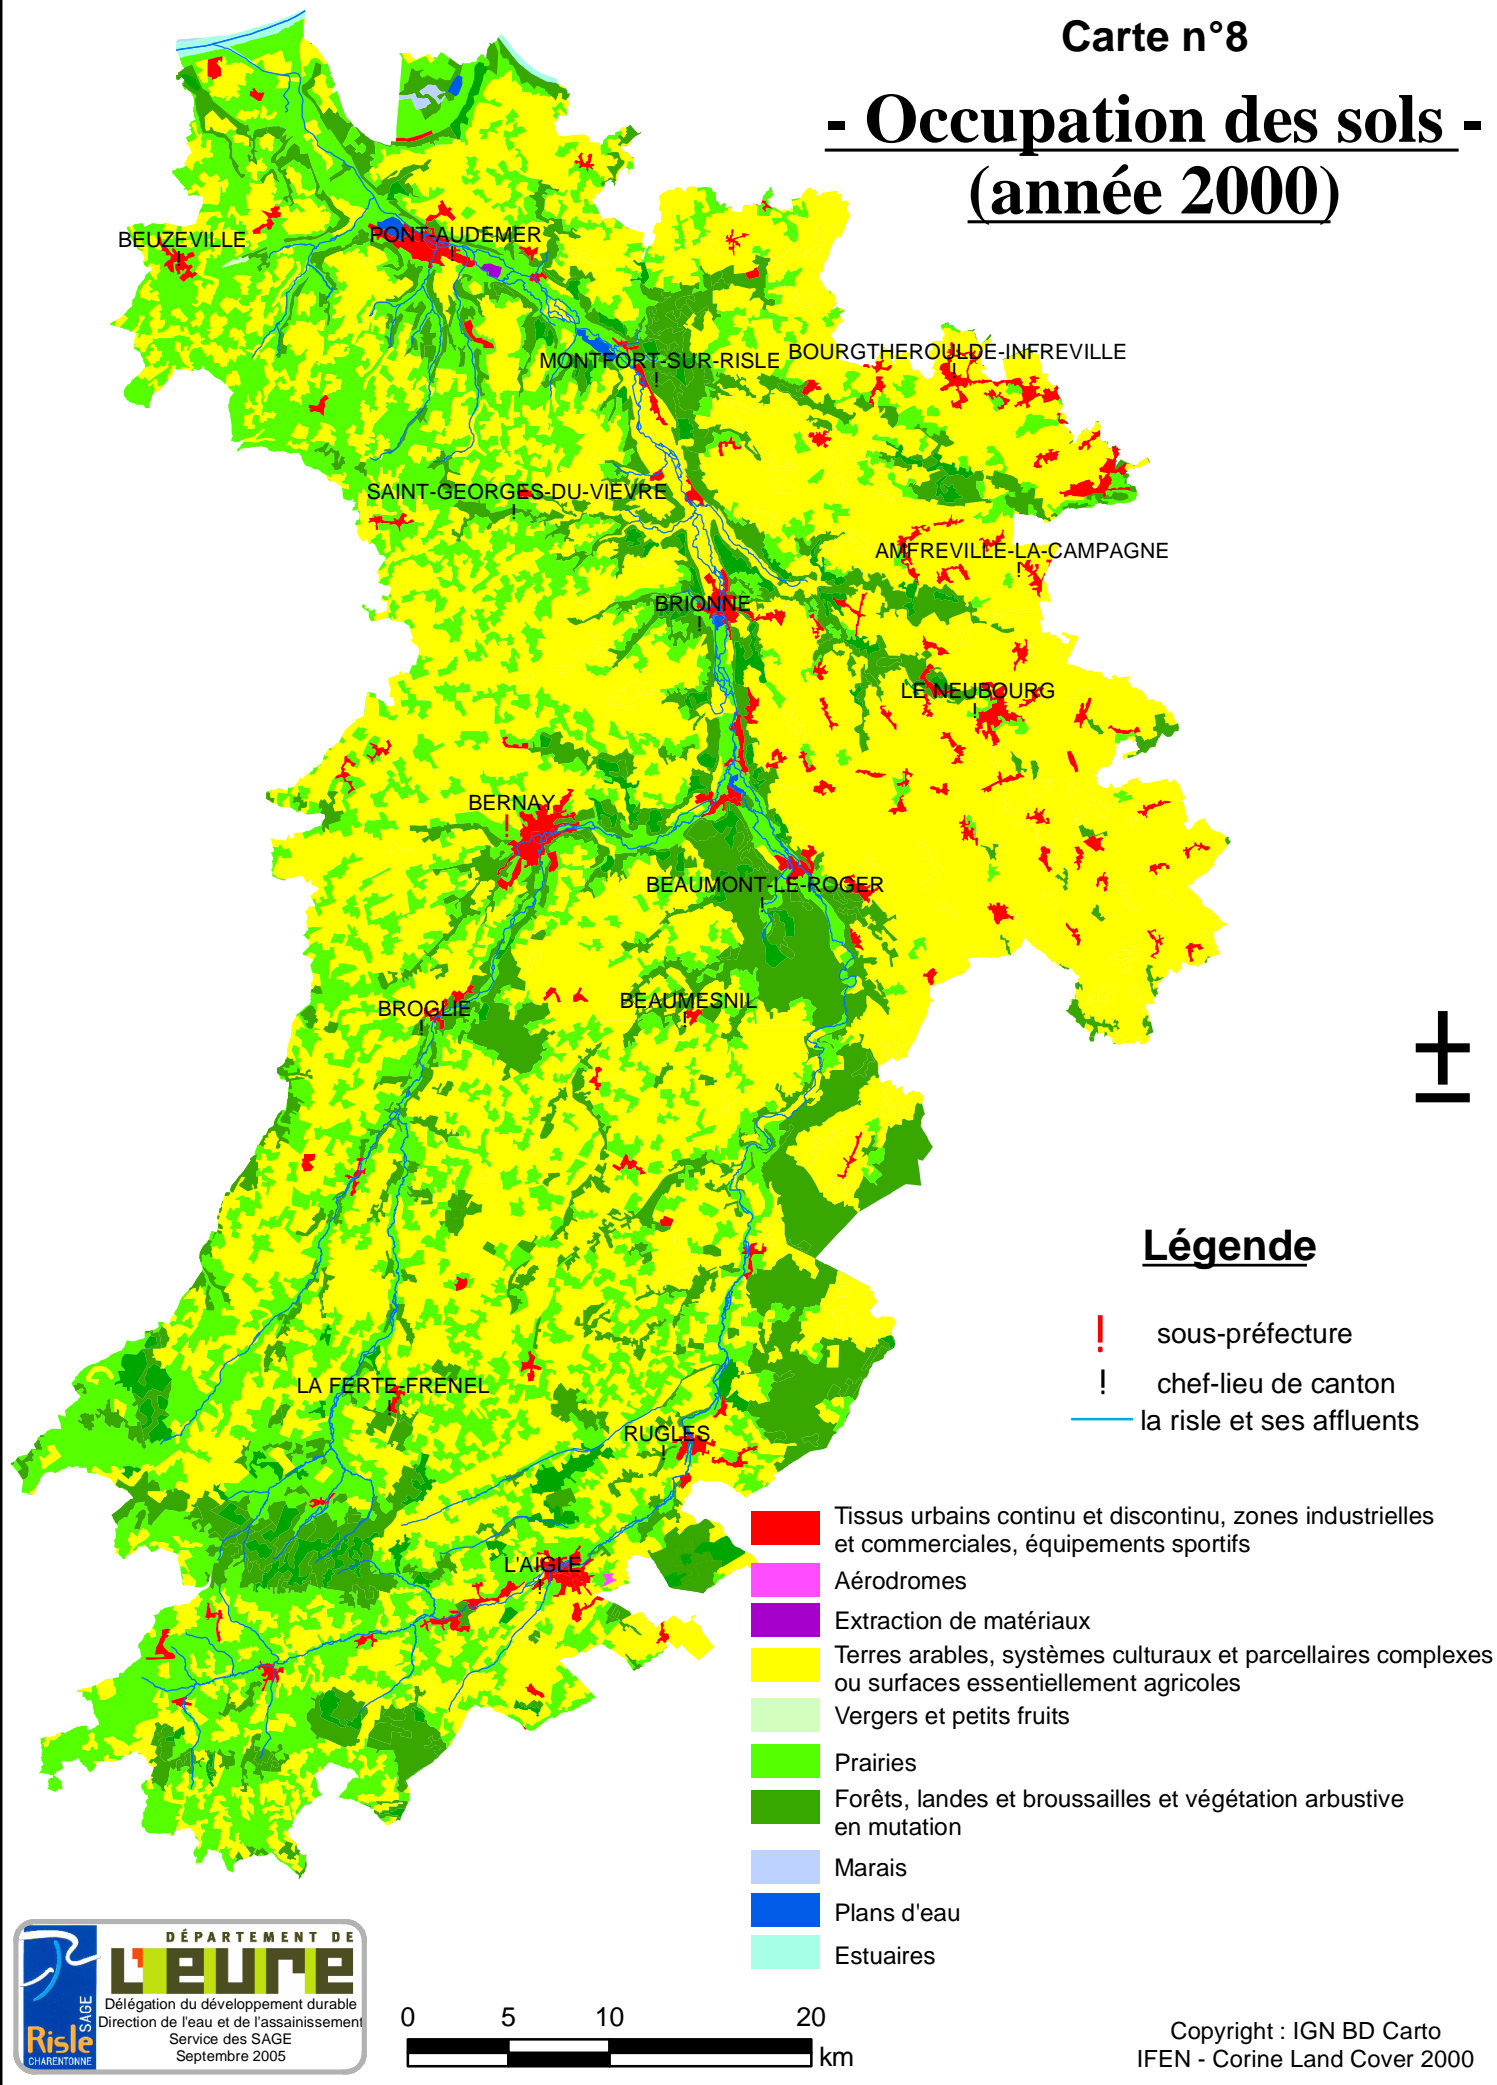 Carte n°8
- Occupation des sols -
(année 2000)
BEUZEVILLE
PONT-AUDEMER
MONTFORT-SUR-RISLE
BOURGTHEROULDE-INFREVILLE
SAINT-GEORGES-DU-VIEVRE
AMFREVILLE-LA-CAMPAGNE
BRIONNE
LE NEUBOURG
BERNAY
BEAUMONT-LE-ROGER
BROGLIE
BEAUMESNIL
LA FERTE-FRENEL
RUGLES
L'AIGLE
Légende
! sous-préfecture
! chef-lieu de canton
la risle et ses affluents
Tissus urbains continu et discontinu, zones industrielles
et commerciales, équipements sportifs
Aérodromes
Extraction de matériaux
Terres arables, systèmes culturaux et parcellaires complexes
ou surfaces essentiellement agricoles
Vergers et petits fruits
Prairies
Forêts, landes et broussailles et végétation arbustive
en mutation
Marais
Plans d'eau
Estuaires
DÉPARTEMENT DE
L'EURE
Délégation du développement durable
Direction de l'eau et de l'assainissement
Service des SAGE
Septembre 2005
SAGE
Risle
CHARENTONNE
0 5 10 20
km
Copyright : IGN BD Carto
IFEN - Corine Land Cover 2000